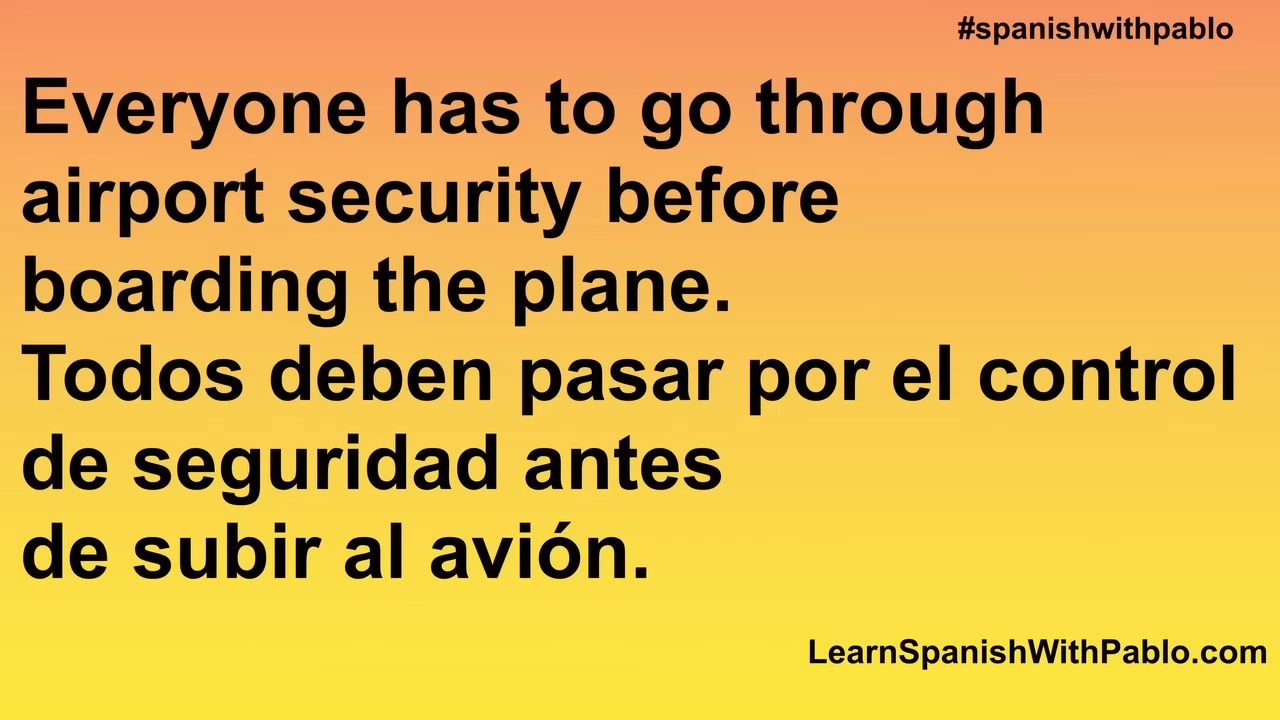 #spanishwithpablo
Everyone has to go through
airport security before
boarding the plane.
Todos deben pasar por el control
de seguridad antes
de subir al avión.
LearnSpanishWithPablo.com